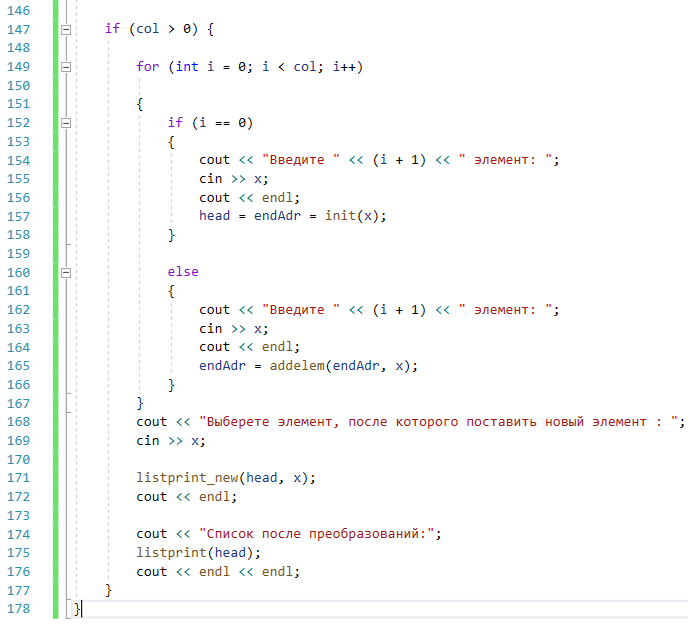 146
147 if (col > 0) {
148
149 for (int i = 0; i < col; i++)
150
151 {
152 if (i == 0)
153 {
154 cout << "Введите " << (i + 1) << " элемент: ";
155 cin >> x;
156 cout << endl;
157 head = endAdr = init(x);
158 }
159
160 else
161 {
162 cout << "Введите " << (i + 1) << " элемент: ";
163 cin >> x;
164 cout << endl;
165 endAdr = addelem(endAdr, x);
166 }
167 }
168 cout << "Выберете элемент, после которого поставить новый элемент : ";
169 cin >> x;
170
171 listprint_new(head, x);
172 cout << endl;
173
174 cout << "Список после преобразований:";
175 listprint(head);
176 cout << endl << endl;
177 }
178 }